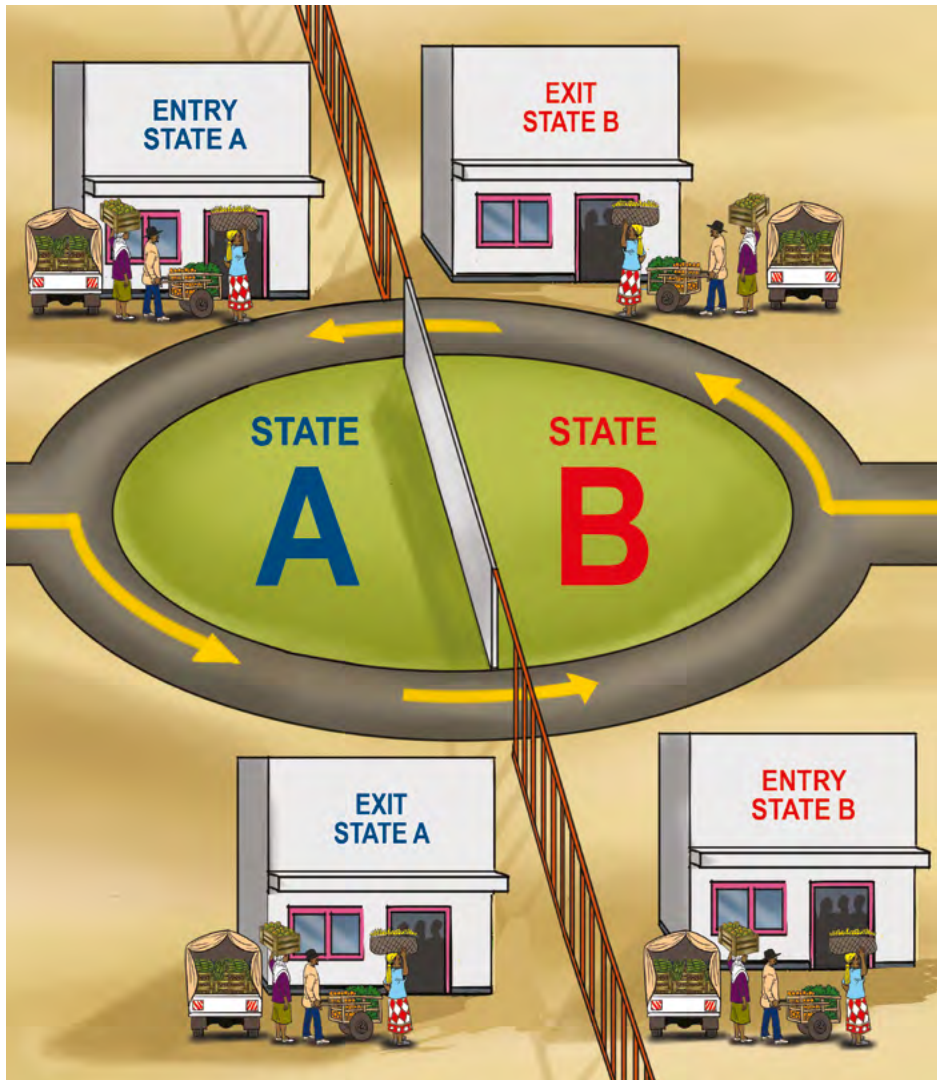 ENTRY
STATE A
EXIT
STATE B
STATE
A
STATE
B
EXIT
STATE A
ENTRY
STATE B